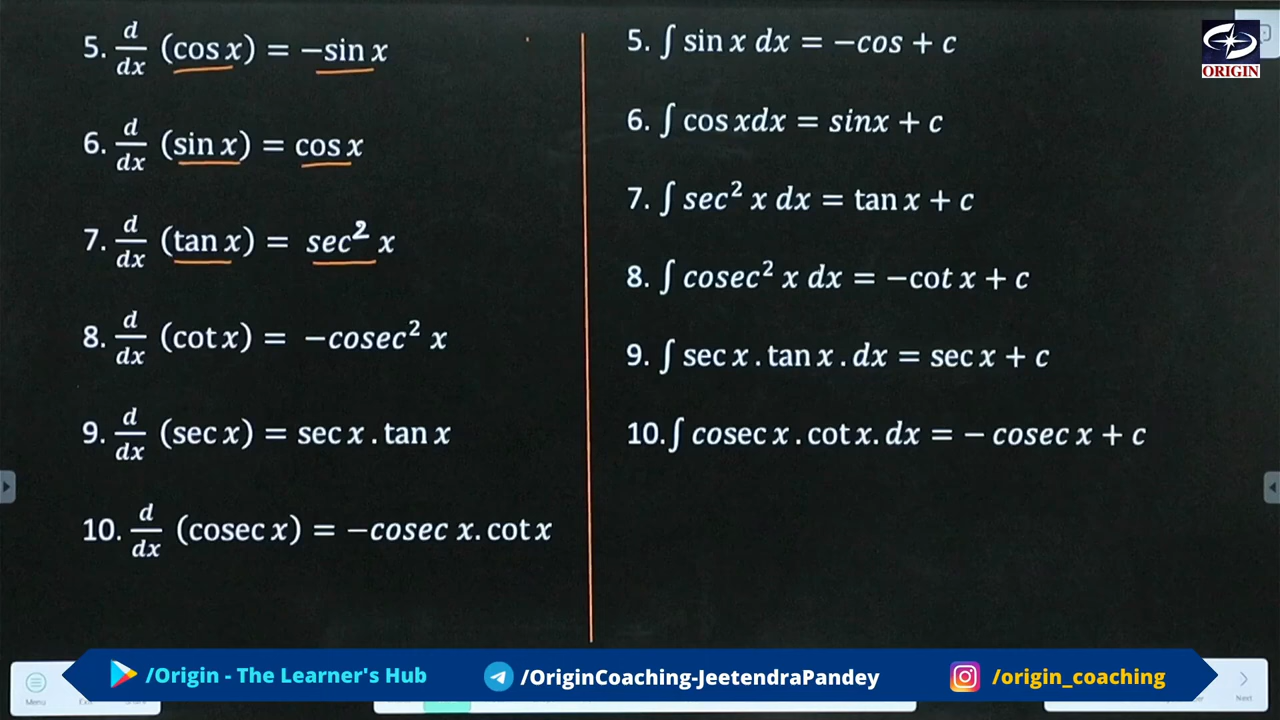 5. d/dx (cos x) = −sin x
6. d/dx (sin x) = cos x
7. d/dx (tan x) = sec² x
8. d/dx (cot x) = −cosec² x
9. d/dx (sec x) = sec x . tan x
10. d/dx (cosec x) = −cosec x. cot x
5. ∫ sin x dx = −cos + c
6. ∫ cos xdx = sinx + c
7. ∫ sec² x dx = tan x + c
8. ∫ cosec² x dx = −cot x + c
9. ∫ sec x . tan x . dx = sec x + c
10.∫ cosec x . cot x. dx = − cosec x + c
ORIGIN
/Origin - The Learner's Hub
/OriginCoaching-JeetendraPandey
/origin_coaching
Menu
Next